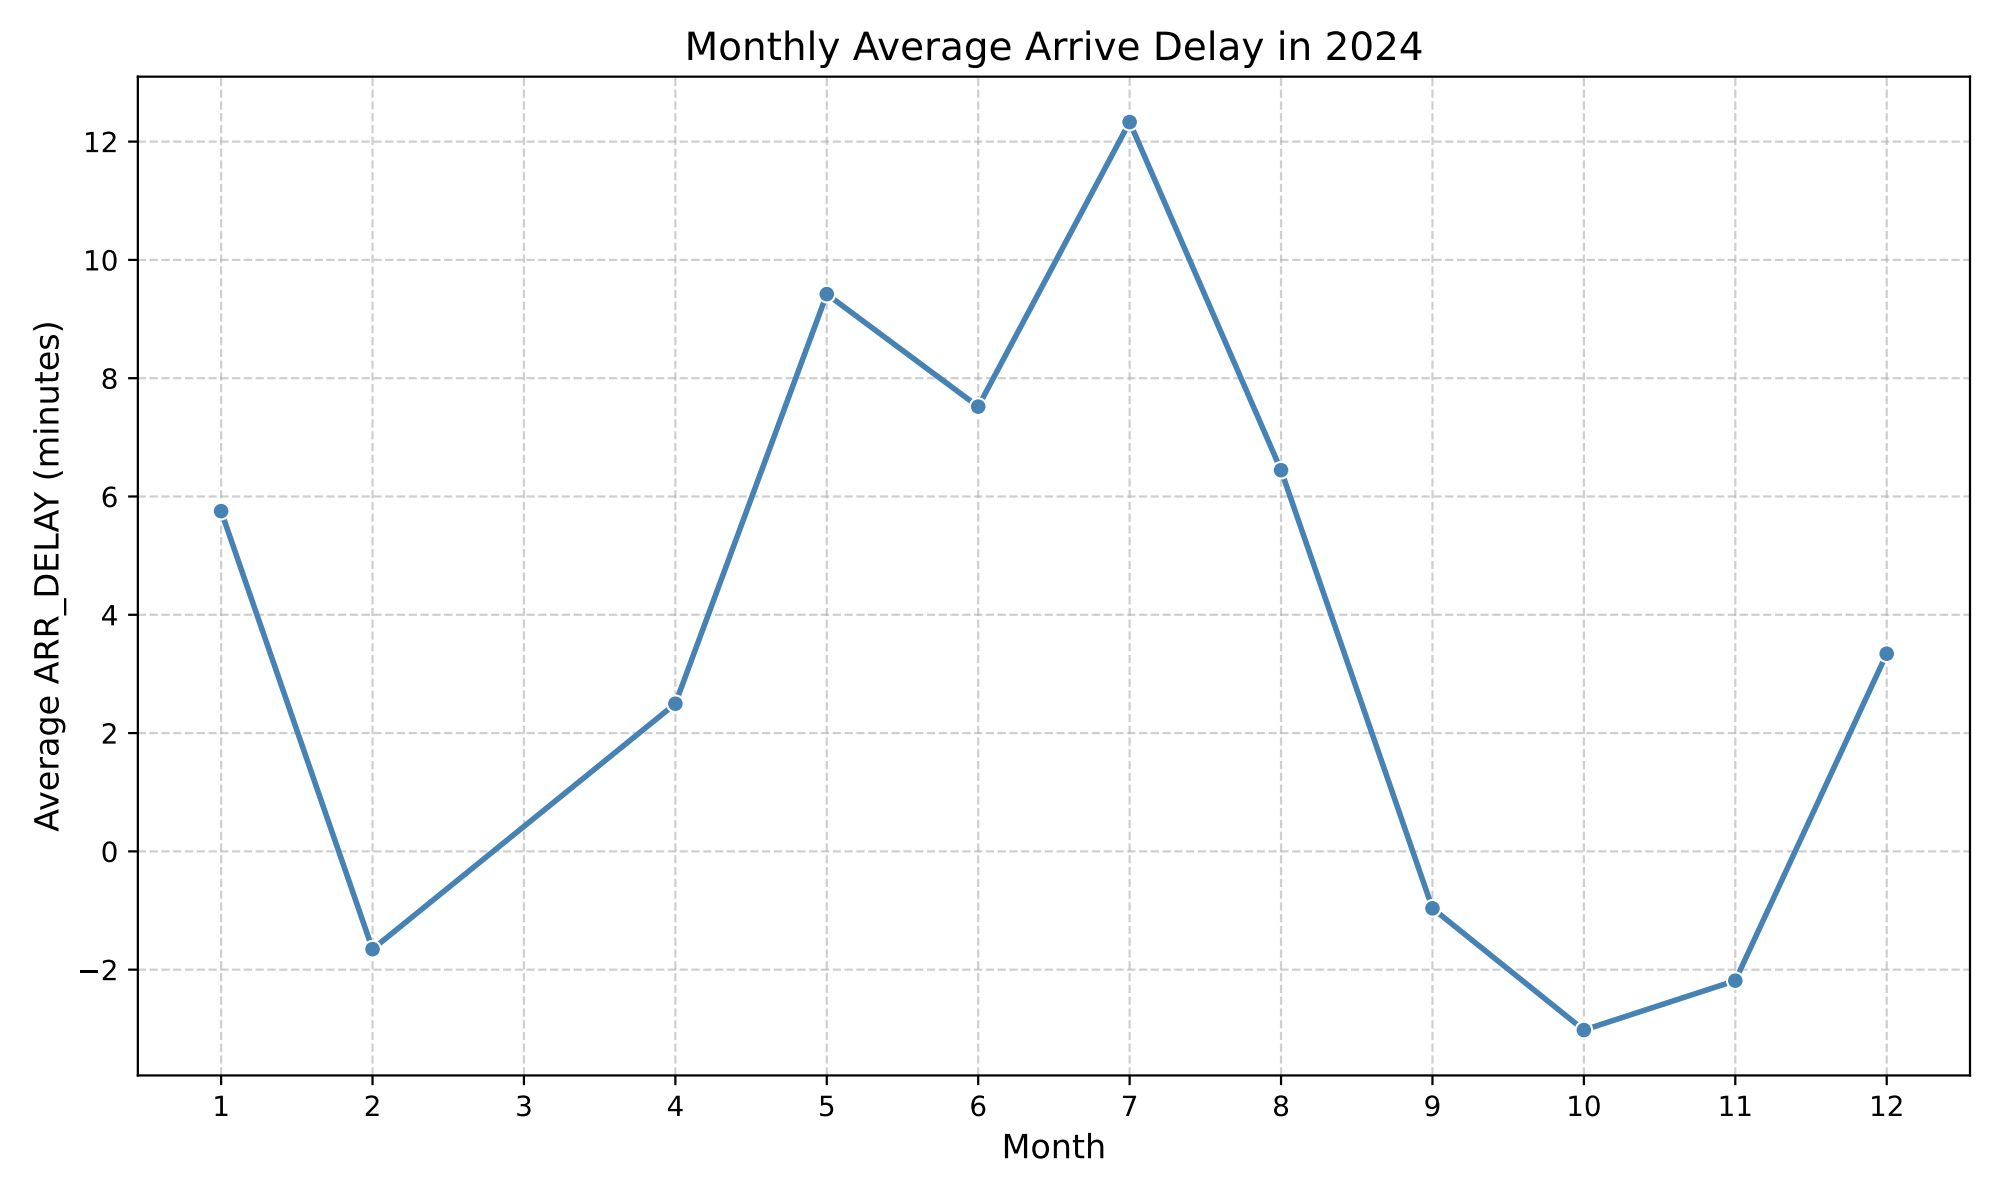 Monthly Average Arrive Delay in 2024
Average ARR_DELAY (minutes)
12
10
8
6
4
2
0
−2
1 2 3 4 5 6 7 8 9 10 11 12
Month